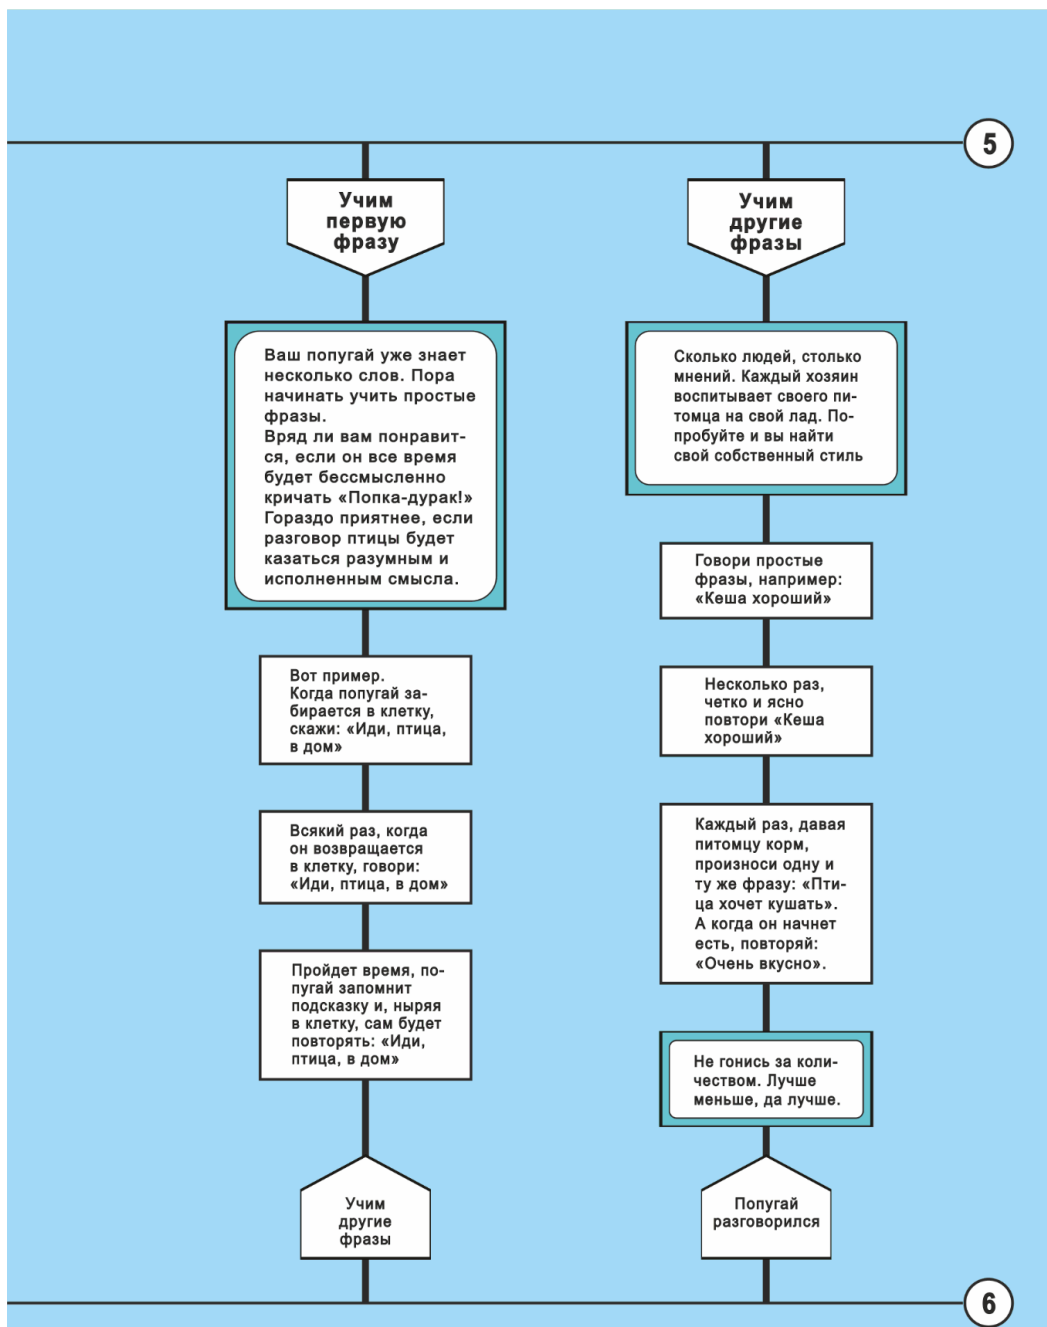 5
Учим
первую
фразу
Ваш попугай уже знает
несколько слов. Пора
начинать учить простые
фразы.
Вряд ли вам понравит-
ся, если он все время
будет бессмысленно
кричать «Попка-дурак!»
Гораздо приятнее, если
разговор птицы будет
казаться разумным и
исполненным смысла.
Вот пример.
Когда попугай за-
бирается в клетку,
скажи: «Иди, птица,
в дом»
Всякий раз, когда
он возвращается
в клетку, говори:
«Иди, птица, в дом»
Пройдет время, по-
пугай запомнит
подсказку и, ныряя
в клетку, сам будет
повторять: «Иди,
птица, в дом»
Учим
другие
фразы
Учим
другие
фразы
Сколько людей, столько
мнений. Каждый хозяин
воспитывает своего пи-
томца на свой лад. По-
пробуйте и вы найти
свой собственный стиль
Говори простые
фразы, например:
«Кеша хороший»
Несколько раз,
четко и ясно
повтори «Кеша
хороший»
Каждый раз, давая
питомцу корм,
произноси одну и
ту же фразу: «Пти-
ца хочет кушать».
А когда он начнет
есть, повторяй:
«Очень вкусно».
Не гонись за коли-
чеством. Лучше
меньше, да лучше.
Попугай
разговорился
6